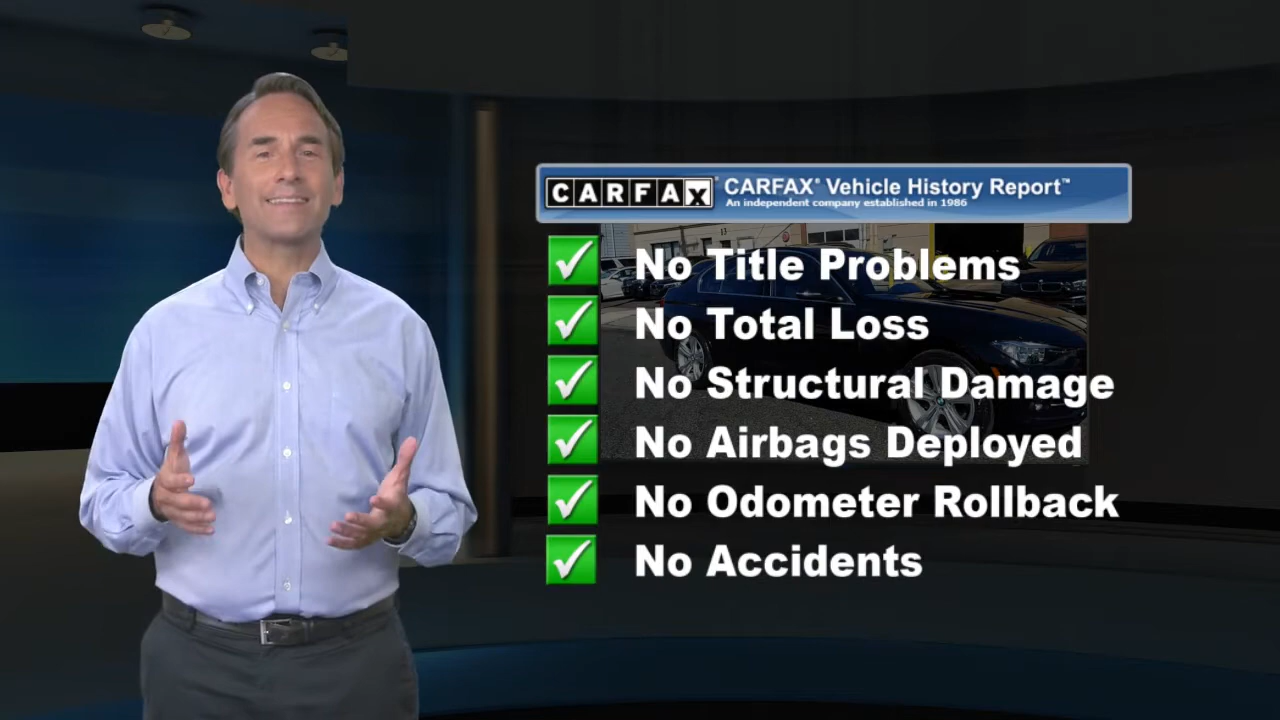 CARFAX® CARFAX® Vehicle History Report™
An independent company established in 1986
No Title Problems
No Total Loss
No Structural Damage
No Airbags Deployed
No Odometer Rollback
No Accidents